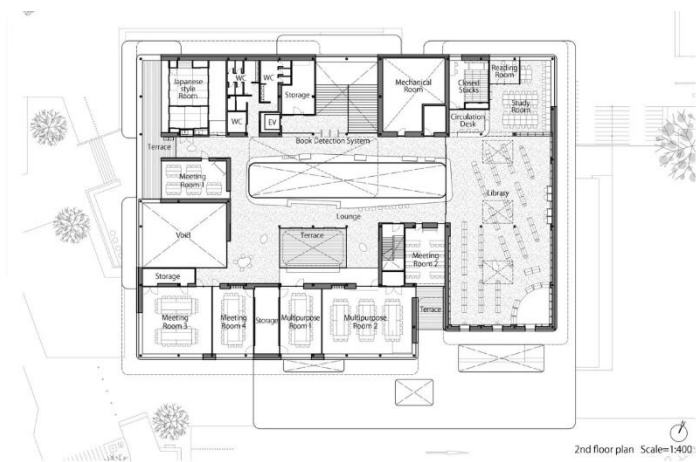 Japanese
style
Room
WC
WC
WC
EV
Storage
Mechanical
Room
Closed
Stacks
Reading
Room
Study
Room
Circulation
Desk
Book Detection System
Terrace
Meeting
Room 1
Library
Lounge
Void
Terrace
Meeting
Room 2
Storage
Meeting
Room 3
Meeting
Room 4
Storage
Multipurpose
Room 1
Multipurpose
Room 2
Terrace
2nd floor plan Scale=1:400